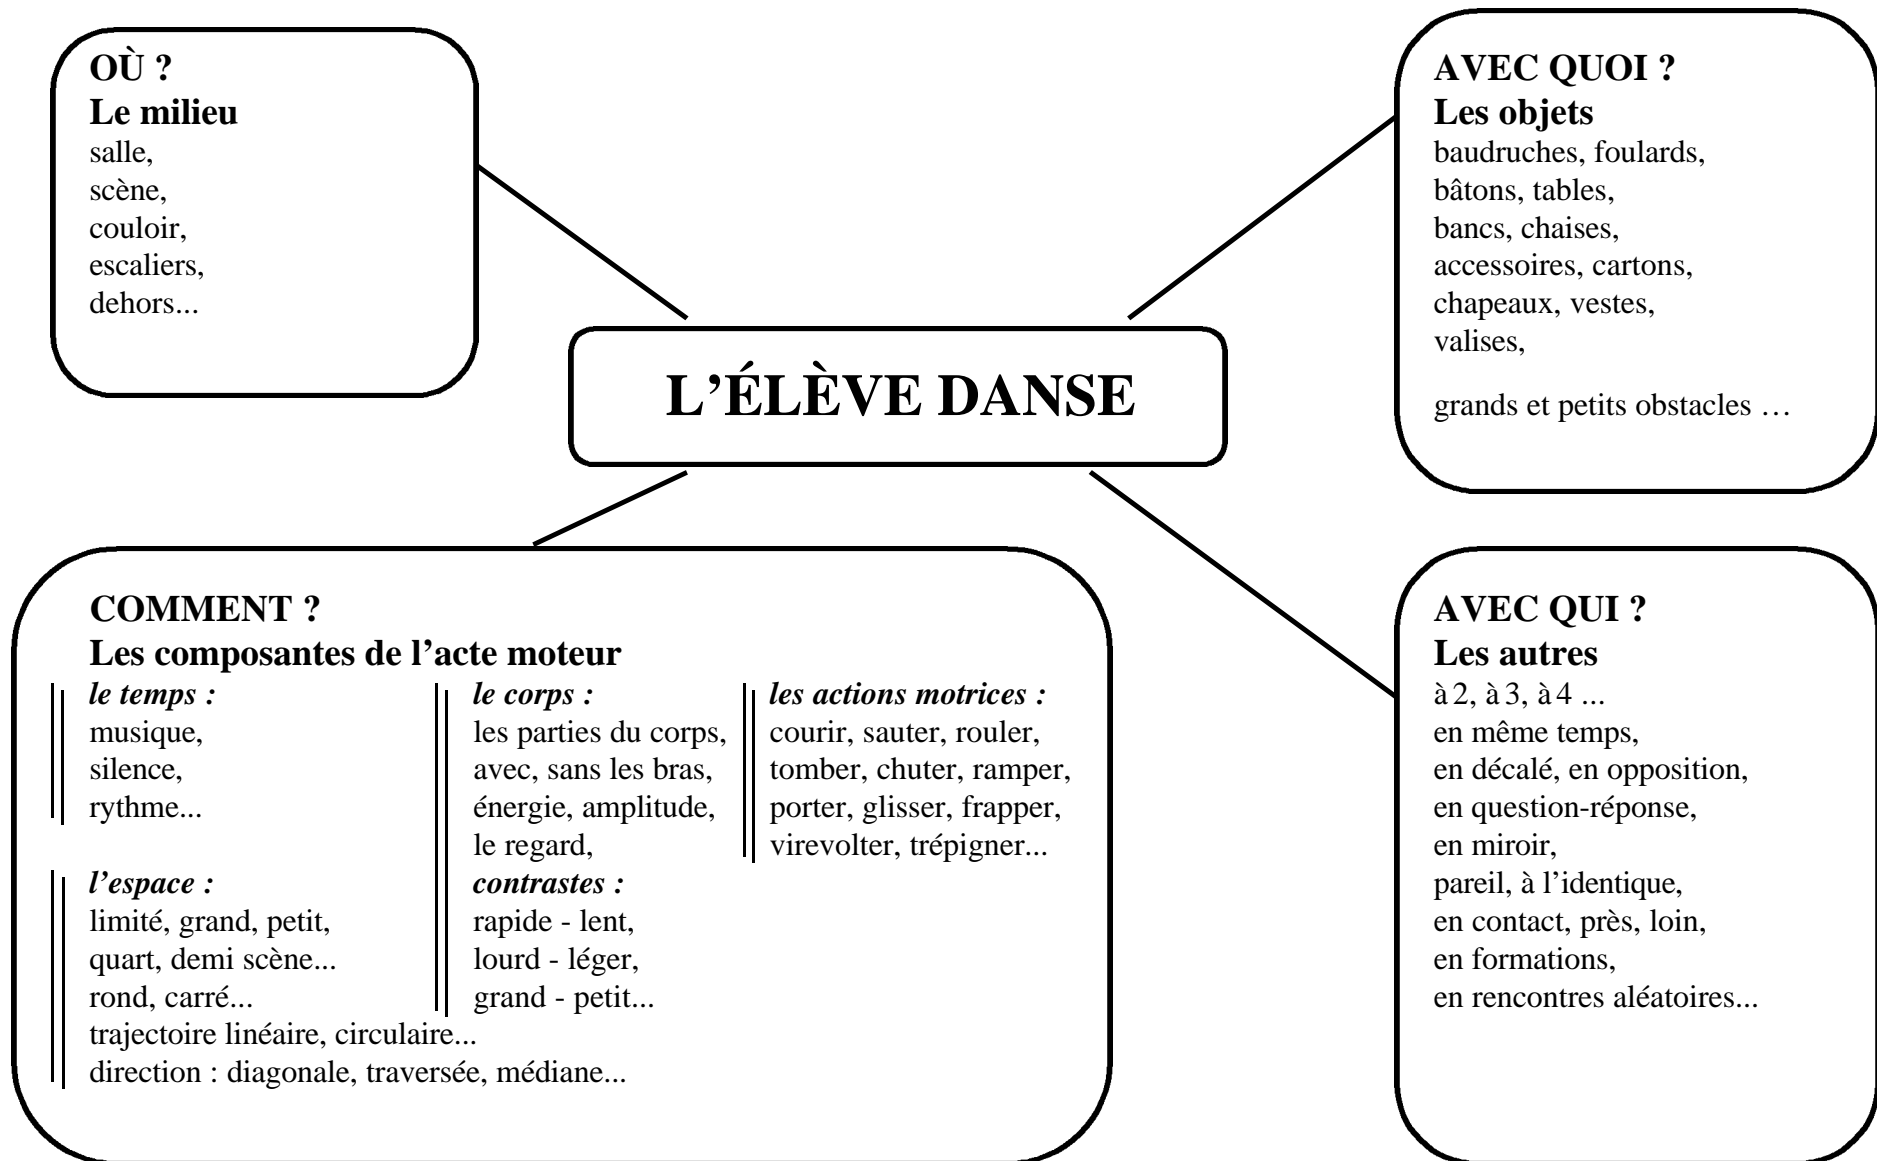 OÙ ?
Le milieu
salle,
scène,
couloir,
escaliers,
dehors...
AVEC QUOI ?
Les objets
baudruches, foulards,
bâtons, tables,
bancs, chaises,
accessoires, cartons,
chapeaux, vestes,
valises,
grands et petits obstacles …
L’ÉLÈVE DANSE
COMMENT ?
Les composantes de l’acte moteur
le temps :
musique,
silence,
rythme...
l’espace :
limité, grand, petit,
quart, demi scène...
rond, carré...
trajectoire linéaire, circulaire...
direction : diagonale, traversée, médiane...
le corps :
les parties du corps,
avec, sans les bras,
énergie, amplitude,
le regard,
contrastes :
rapide - lent,
lourd - léger,
grand - petit...
les actions motrices :
courir, sauter, rouler,
tomber, chuter, ramper,
porter, glisser, frapper,
virevolter, trépigner...
AVEC QUI ?
Les autres
à 2, à 3, à 4 ...
en même temps,
en décalé, en opposition,
en question-réponse,
en miroir,
pareil, à l’identique,
en contact, près, loin,
en formations,
en rencontres aléatoires...